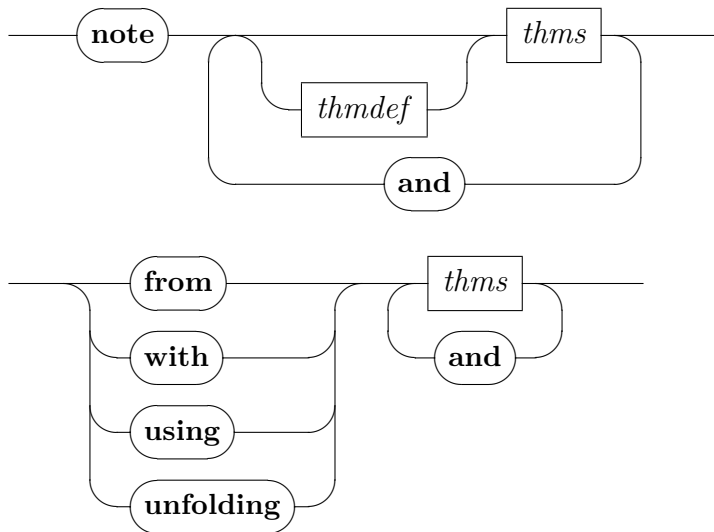 note thms
thmdef
and
from thms
with and
using
unfolding